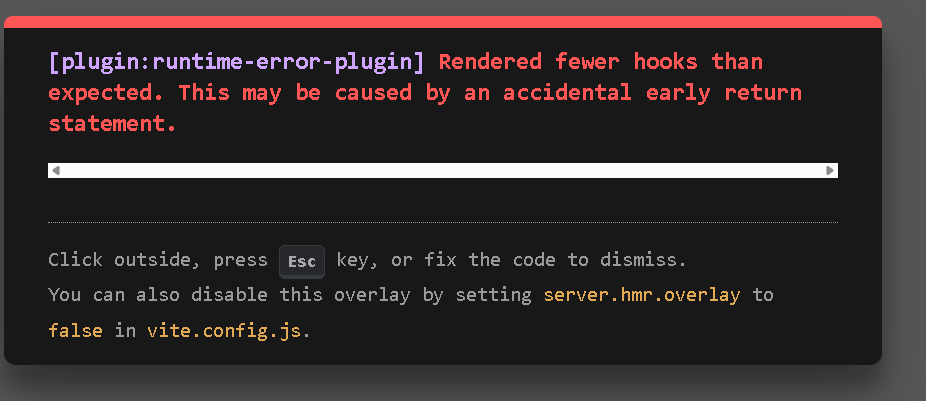 [plugin:runtime-error-plugin] Rendered fewer hooks than
expected. This may be caused by an accidental early return
statement.
Click outside, press Esc key, or fix the code to dismiss.
You can also disable this overlay by setting server.hmr.overlay to
false in vite.config.js.